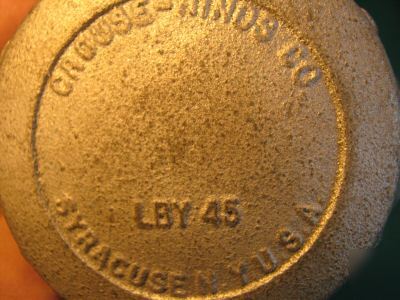 CROUSE-HINDS CO
LBY 45
SYRACUSE N Y U.S.A.